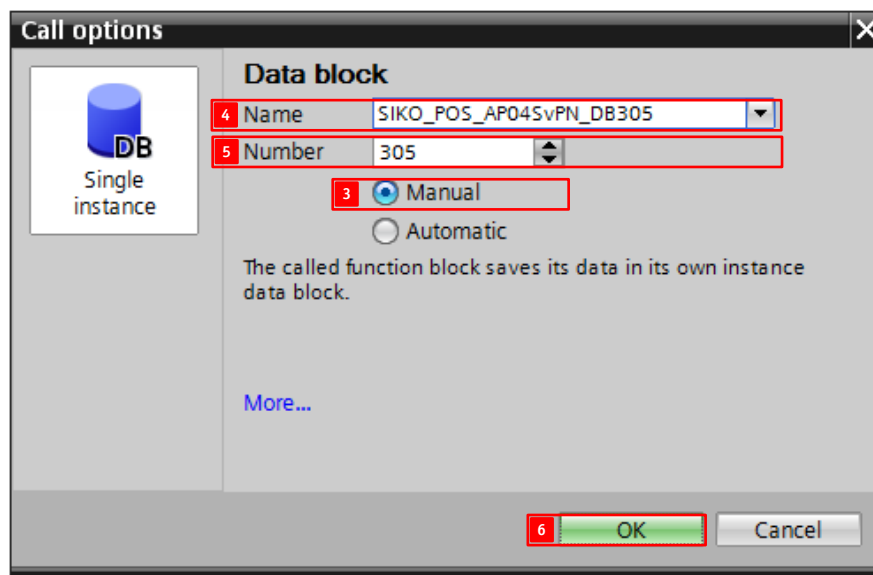 Call options
Data block
4 Name SIKO_POS_AP04SvPN_DB305
5 Number 305
3 Manual
Automatic
DB
Single
instance
The called function block saves its data in its own instance
data block.
More...
6 OK Cancel